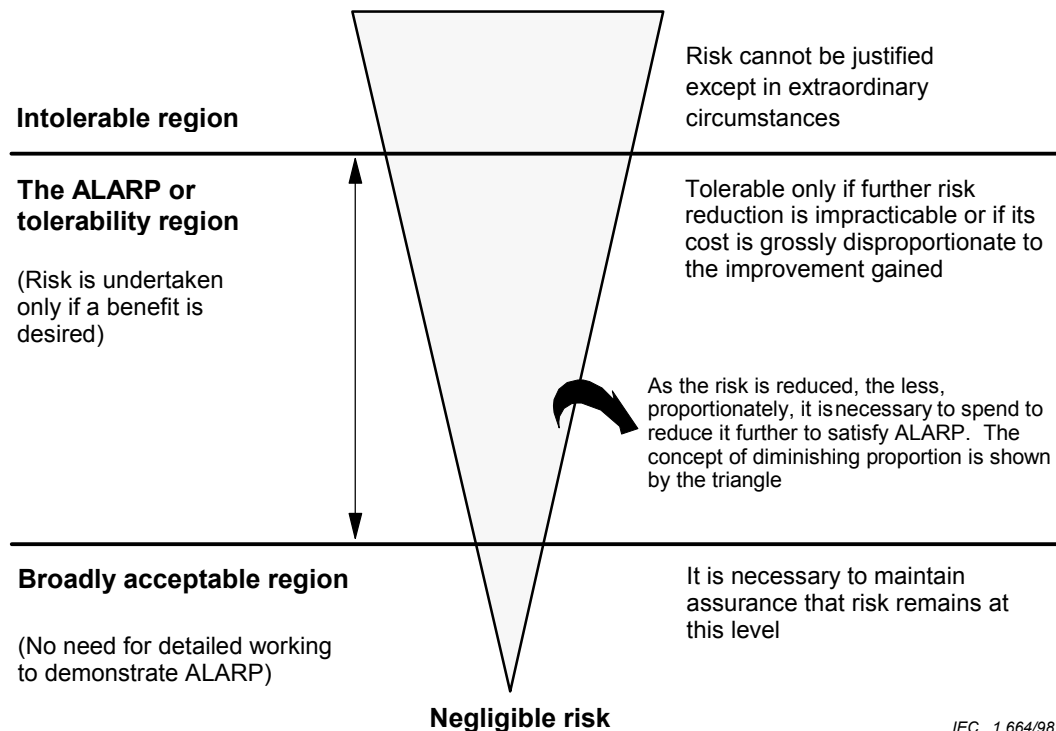 Risk cannot be justified
except in extraordinary
circumstances
Intolerable region
The ALARP or
tolerability region
(Risk is undertaken
only if a benefit is
desired)
Tolerable only if further risk
reduction is impracticable or if its
cost is grossly disproportionate to
the improvement gained
As the risk is reduced, the less,
proportionately, it is necessary to spend to
reduce it further to satisfy ALARP. The
concept of diminishing proportion is shown
by the triangle
Broadly acceptable region
(No need for detailed working
to demonstrate ALARP)
It is necessary to maintain
assurance that risk remains at
this level
Negligible risk
IEC 1 664/98